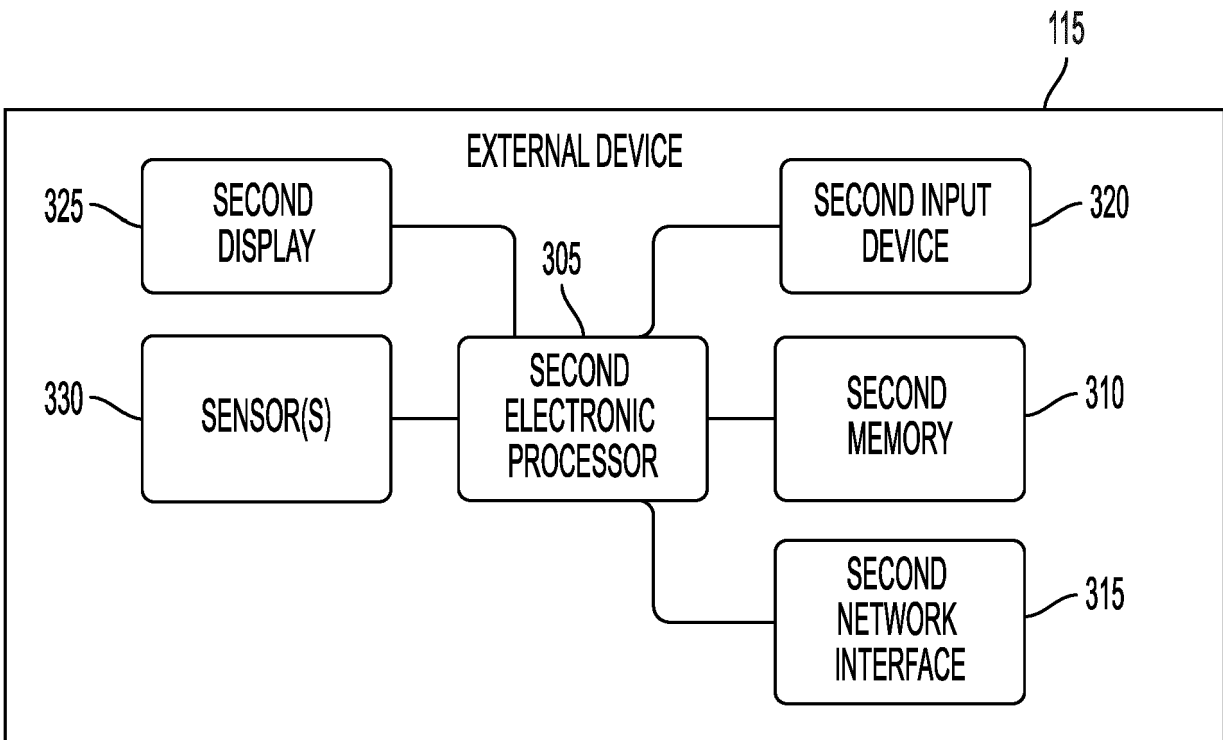 115
EXTERNAL DEVICE
325
SECOND
DISPLAY
SECOND INPUT
DEVICE
320
305
330
SENSOR(S)
SECOND
ELECTRONIC
PROCESSOR
SECOND
MEMORY
310
SECOND
NETWORK
INTERFACE
315